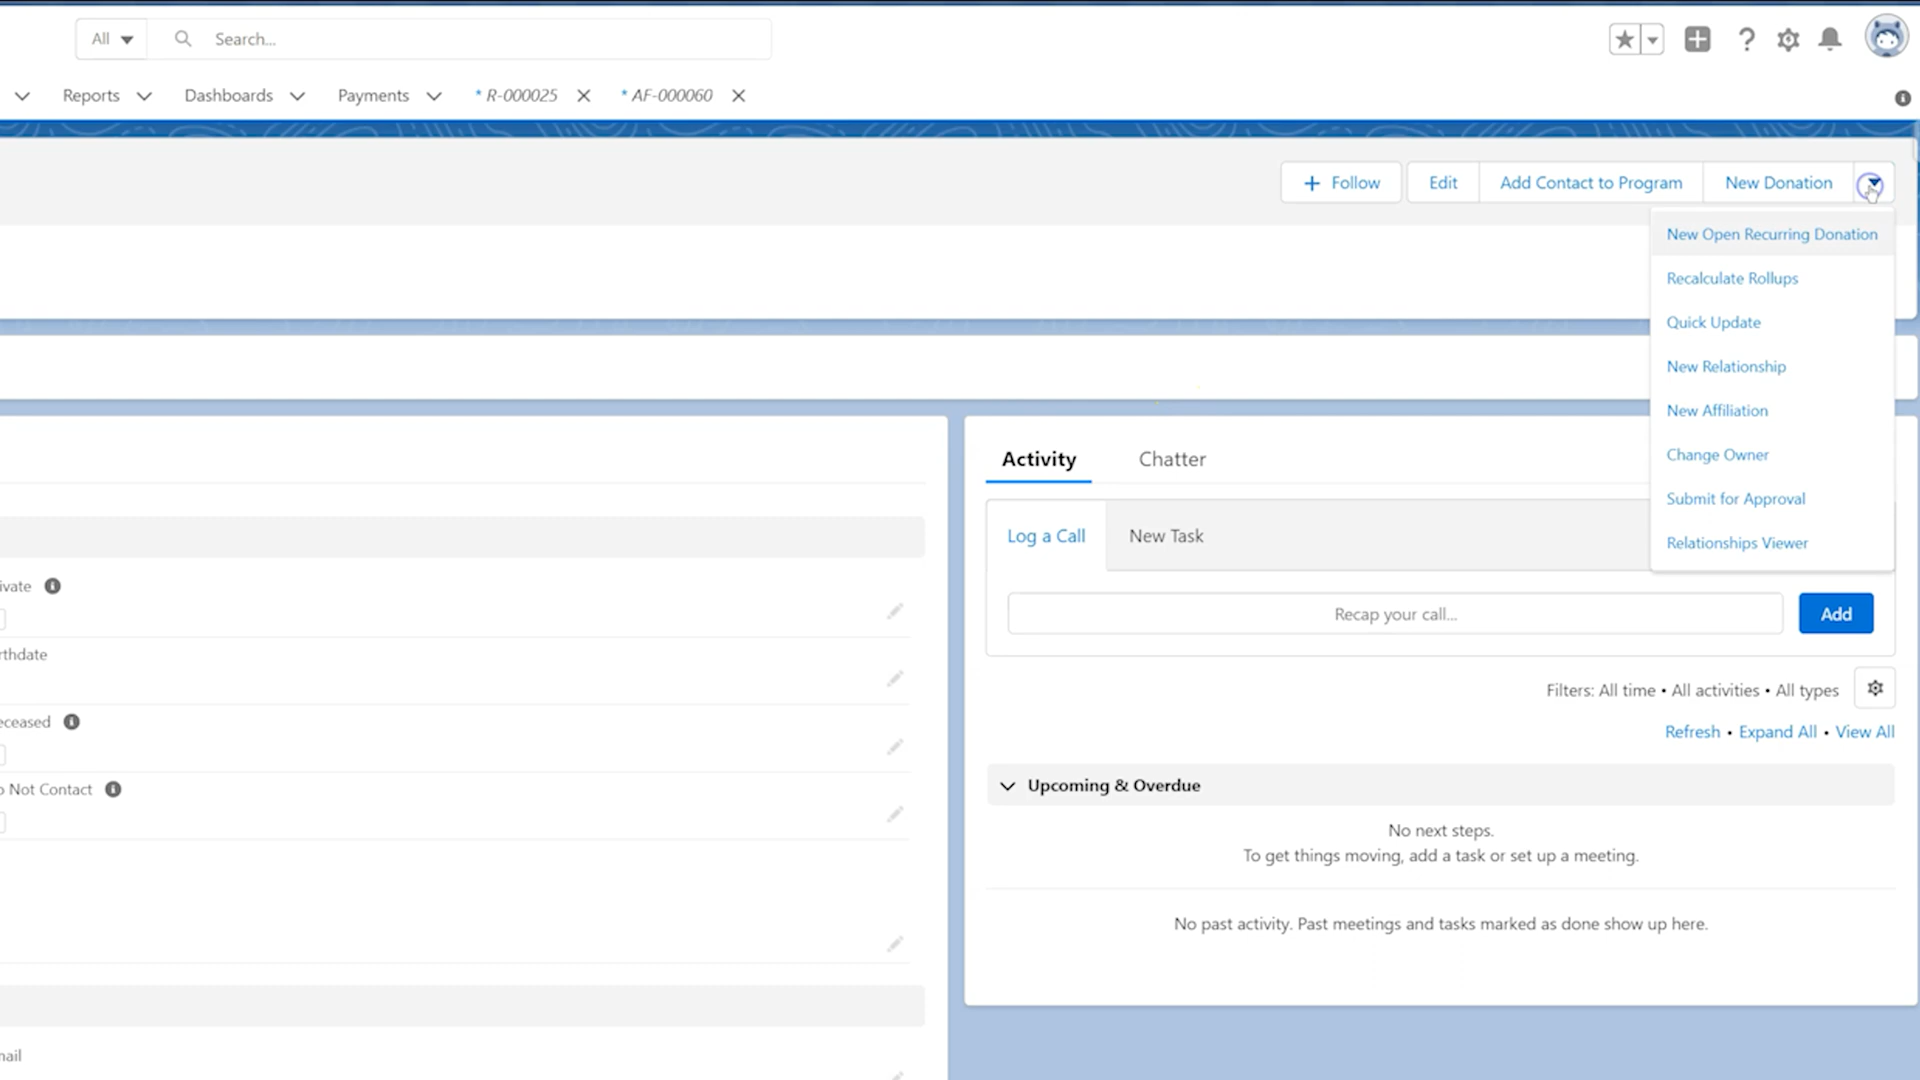 All
Search...
Reports
Dashboards
Payments
* R-000025
* AF-000060
+ Follow
Edit
Add Contact to Program
New Donation
New Open Recurring Donation
Recalculate Rollups
Quick Update
New Relationship
New Affiliation
Change Owner
Submit for Approval
Relationships Viewer
Activity
Chatter
Log a Call
New Task
Recap your call...
Add
Filters: All time • All activities • All types
Refresh • Expand All • View All
Upcoming & Overdue
No next steps.
To get things moving, add a task or set up a meeting.
No past activity. Past meetings and tasks marked as done show up here.
ivate
rthdate
eceased
o Not Contact
mail